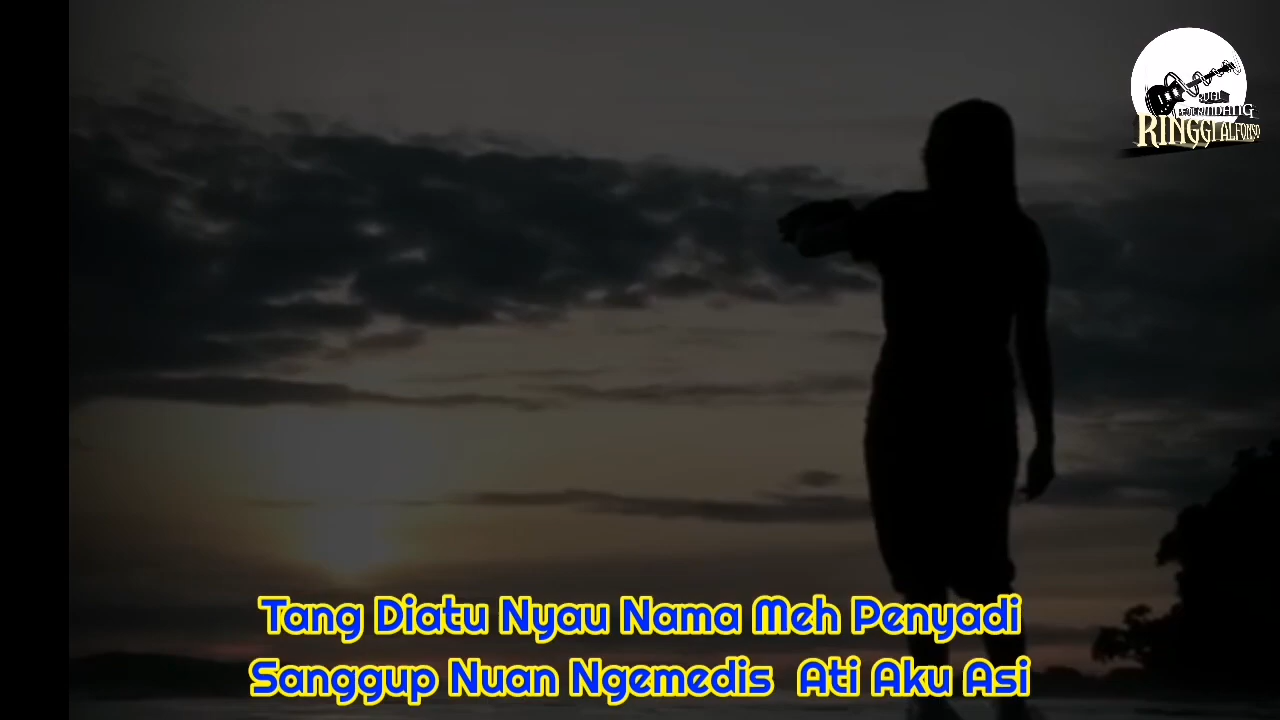 RINGGI ALFONSO
Tang Diatu Nyau Nama Meh Penyadi
Sanggup Nuan Ngemedis Ati Aku Asi